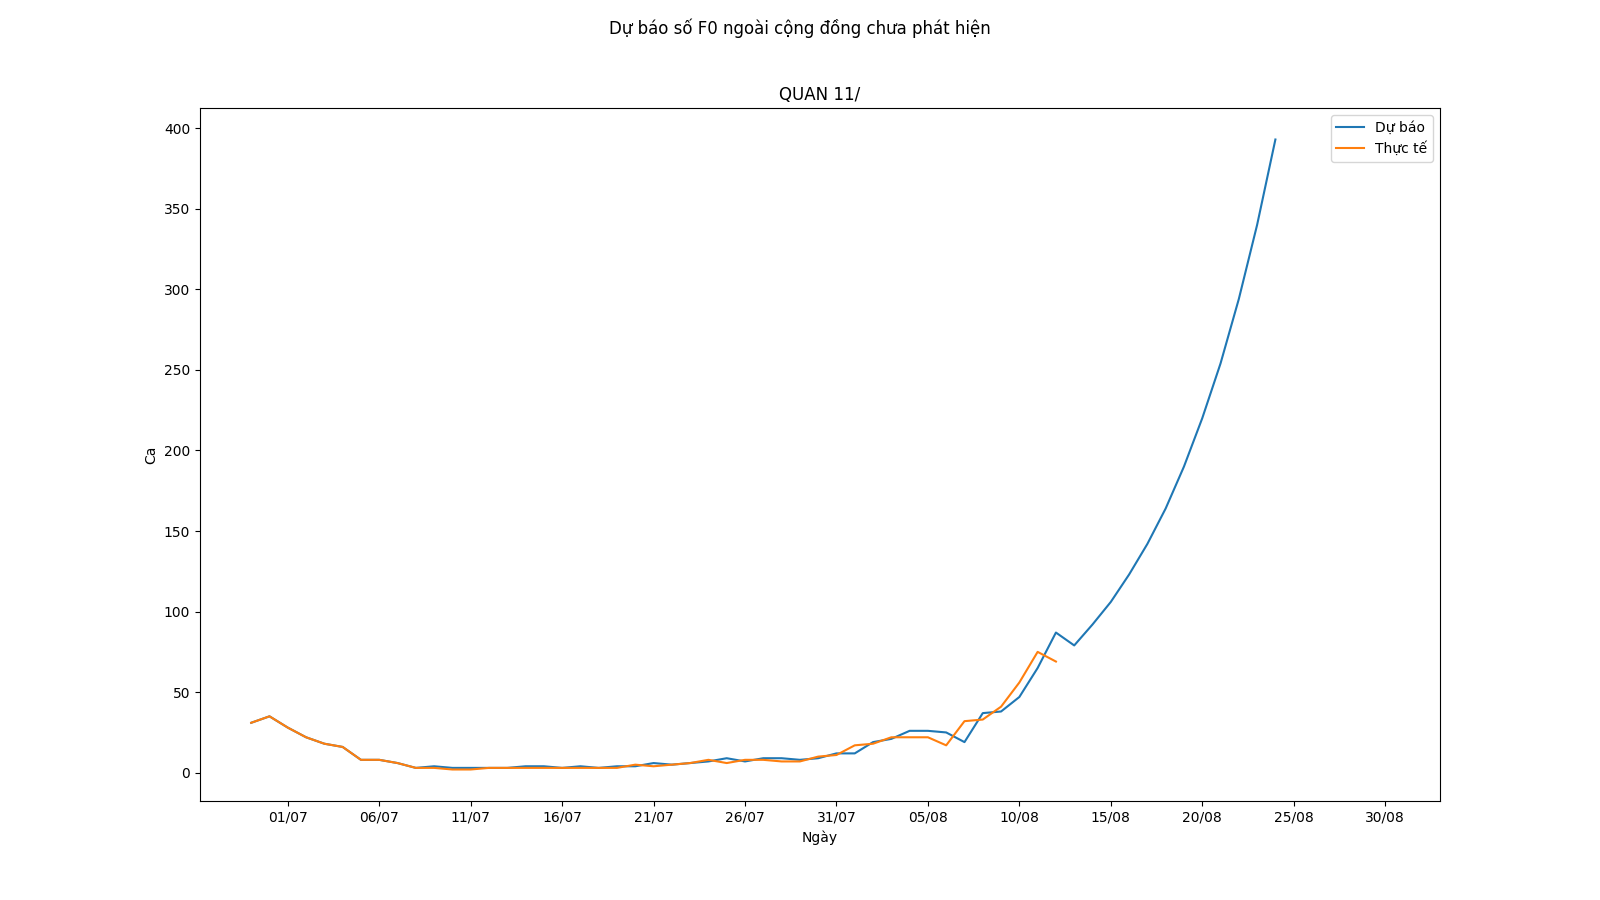 Dự báo số F0 ngoài cộng đồng chưa phát hiện
QUAN 11/
Dự báo
Thực tế
400
350
300
250
200
150
100
50
0
Ca
01/07 06/07 11/07 16/07 21/07 26/07 31/07 05/08 10/08 15/08 20/08 25/08 30/08
Ngày